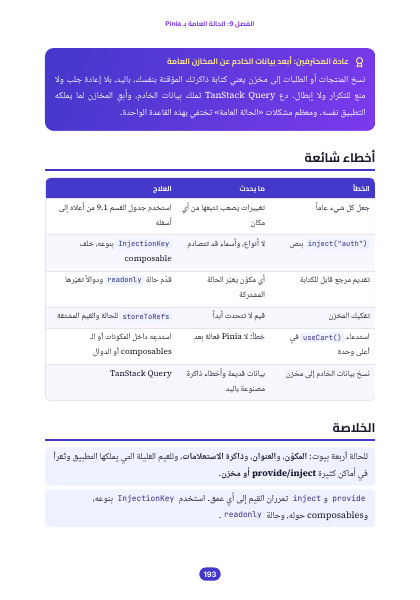 الفصل 9: الحالة العامة بـ Pinia
عادة المحترفين: أبعد بيانات الخادم عن المخازن العامة
نسخ المنتجات أو الطلبات إلى مخزن يعني كتابة ذاكرتك المؤقتة بنفسك، باليد، بلا إعادة جلب ولا
منع للتكرار ولا إبطال. دع TanStack Query تملك بيانات الخادم، وأبقِ المخازن لما يملكه
التطبيق نفسه. ومعظم مشكلات «الحالة العامة» تختفي بهذه القاعدة الواحدة.
أخطاء شائعة
الخطأ ما يحدث العلاج
جعل كل شيء عاماً تغييرات يصعب تتبعها من أي مكان استخدم جدول القسم 9.1 من أعلاه إلى أسفله
inject("auth") بنص لا أنواع، وأسماء قد تتصادم InjectionKey بنوعه، خلف composable
تقديم مرجع قابل للكتابة أي مكوّن يغيّر الحالة المشتركة قدّم حالة readonly ودوالاً تغيّرها
تفكيك المخزن قيم لا تتحدث أبداً storeToRefs للحالة والقيم المشتقة
استدعاء useCart() في أعلى وحدة خطأ: لا Pinia فعالة بعد استدعه داخل المكونات أو الـ composables أو الدوال
نسخ بيانات الخادم إلى مخزن بيانات قديمة وأخطاء ذاكرة مصنوعة باليد TanStack Query
الخلاصة
للحالة أربعة بيوت: المكوّن، والعنوان، وذاكرة الاستعلامات، وللقيم القليلة التي يملكها التطبيق وتُقرأ
في أماكن كثيرة provide/inject أو مخزن.
provide و inject تمرران القيم إلى أي عمق. استخدم InjectionKey بنوعه،
وcomposables حوله، وحالة readonly .
193